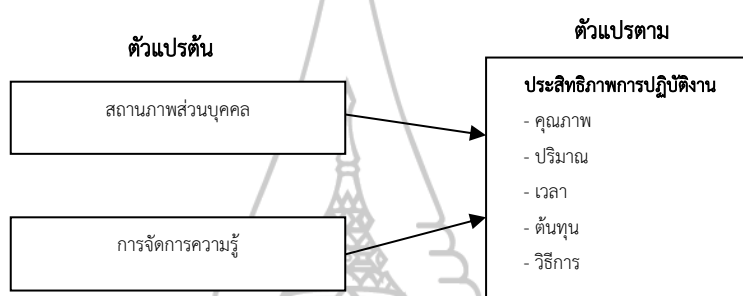 ตัวแปรต้น
สถานภาพส่วนบุคคล
การจัดการความรู้
ตัวแปรตาม
ประสิทธิภาพการปฏิบัติงาน
- คุณภาพ
- ปริมาณ
- เวลา
- ต้นทุน
- วิธีการ